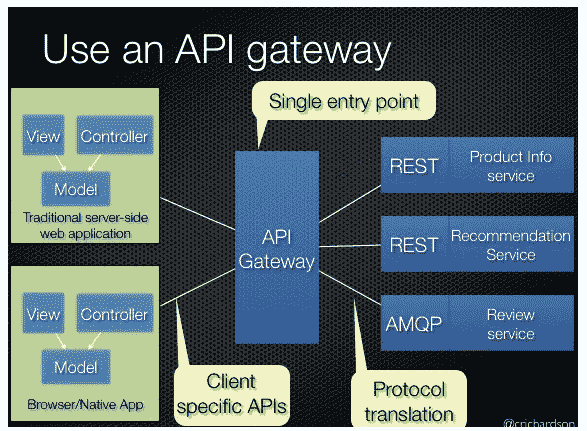 Use an API gateway
Single entry point
View
Controller
Model
Traditional server-side
web application
View
Controller
Model
Browser/Native App
API
Gateway
Client
specific APIs
Protocol
translation
REST
Product Info
service
REST
Recommendation
Service
AMQP
Review
service
@crichardson